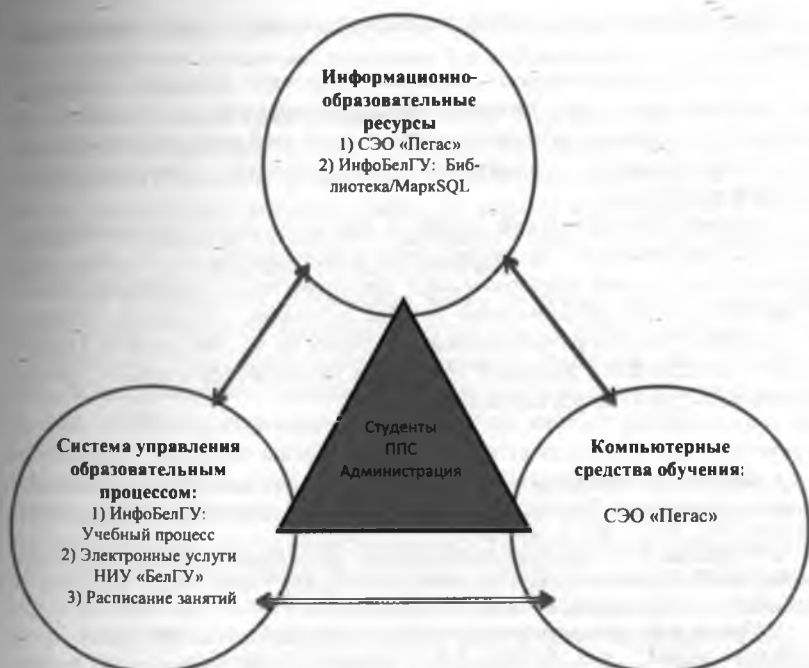 Информационно-
образовательные
ресурсы
1) СЭО «Пегас»
2) ИнфоБелГУ: Биб-
лиотека/МаркSQL
Студенты
ППС
Администрация
Система управления
образовательным
процессом:
1) ИнфоБелГУ:
Учебный процесс
2) Электронные услуги
НИУ «БелГУ»
3) Расписание занятий
Компьютерные
средства обучения:
СЭО «Пегас»